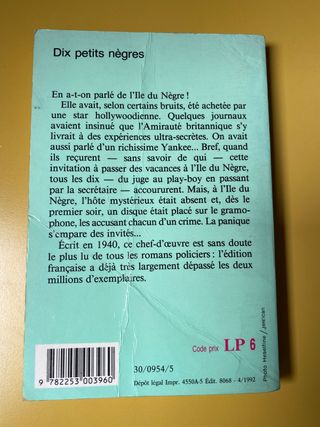 Dix petits nègres
En a-t-on parlé de l'Ile du Nègre !
Elle avait, selon certains bruits, été achetée par
une star hollywoodienne. Quelques journaux
avaient insinué que l'Amirauté britannique s'y
livrait à des expériences ultra-secrètes. On avait
aussi parlé d'un richissime Yankee... Bref, quand
ils reçurent — sans savoir de qui — cette
invitation à passer des vacances à l'Ile du Nègre,
tous les dix — du juge au play-boy en passant
par la secrétaire — accoururent. Mais, à l'Ile du
Nègre, l'hôte mystérieux était absent et, dès le
premier soir, un disque était placé sur le gramo-
phone, les accusant chacun d'un crime. La panique
s'empare des invités...
Écrit en 1940, ce chef-d'œuvre est sans doute
le plus lu de tous les romans policiers : l'édition
française a déjà très largement dépassé les deux
millions d'exemplaires.
Code prix LP 6
9 782253 003960
30/0954/5
Dépôt légal Impr. 4550A-5 Édit. 8068 - 4/1992
Photo Heseltine / jerrican